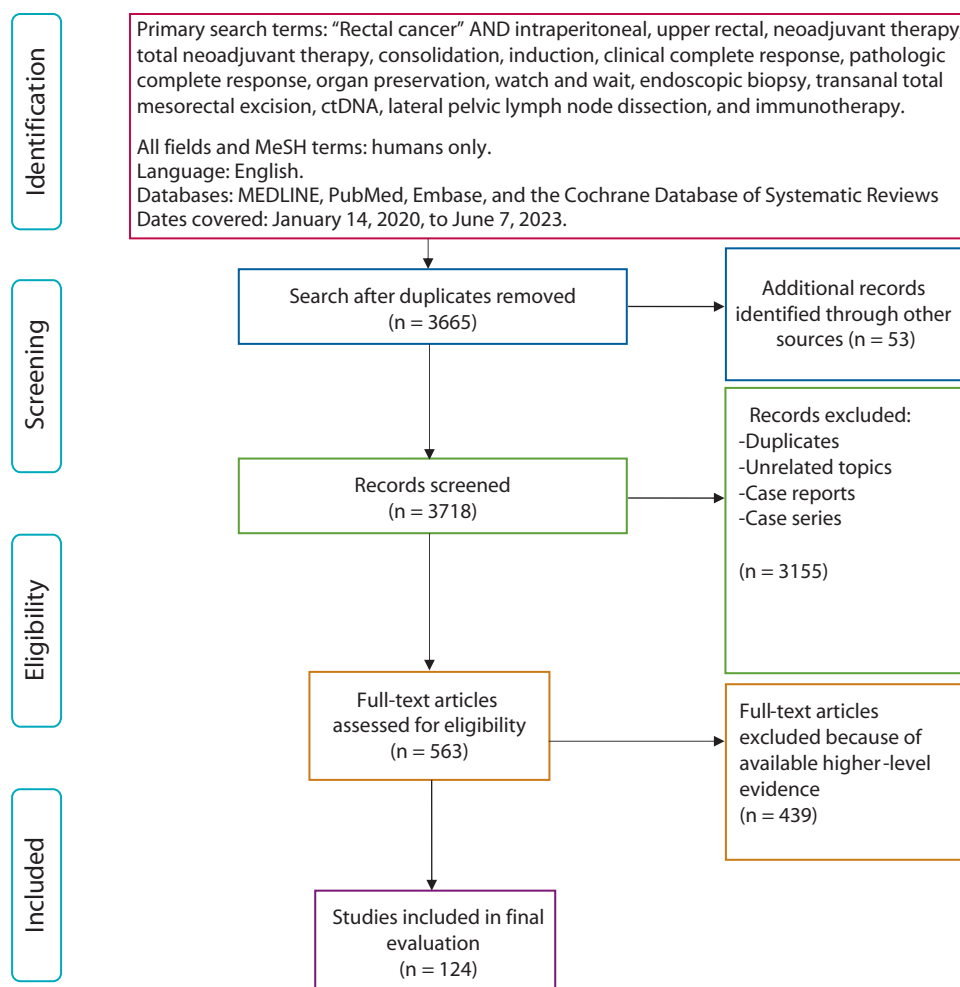 Identification
Primary search terms: “Rectal cancer” AND intraperitoneal, upper rectal, neoadjuvant therapy,
total neoadjuvant therapy, consolidation, induction, clinical complete response, pathologic
complete response, organ preservation, watch and wait, endoscopic biopsy, transanal total
mesorectal excision, ctDNA, lateral pelvic lymph node dissection, and immunotherapy.
All fields and MeSH terms: humans only.
Language: English.
Databases: MEDLINE, PubMed, Embase, and the Cochrane Database of Systematic Reviews
Dates covered: January 14, 2020, to June 7, 2023.
Screening
Search after duplicates removed
(n = 3665)
Additional records
identified through other
sources (n = 53)
Records screened
(n = 3718)
Records excluded:
-Duplicates
-Unrelated topics
-Case reports
-Case series
(n = 3155)
Eligibility
Full-text articles
assessed for eligibility
(n = 563)
Full-text articles
excluded because of
available higher-level
evidence
(n = 439)
Included
Studies included in final
evaluation
(n = 124)